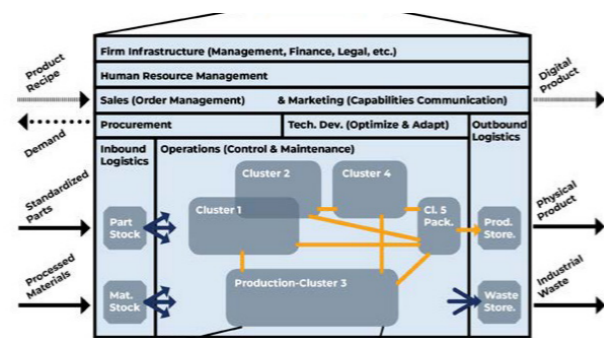 Firm Infrastructure (Management, Finance, Legal, etc.)
Human Resource Management
Sales (Order Management) & Marketing (Capabilities Communication)
Procurement
Tech. Dev. (Optimize & Adapt)
Outbound
Logistics
Inbound
Logistics
Operations (Control & Maintenance)
Product
Recipe
Demand
Standardized
Parts
Processed
Materials
Part
Stock
Mat.
Stock
Cluster 1
Cluster 2
Cluster 4
Cl. 5
Pack.
Production-Cluster 3
Prod.
Store.
Waste
Store.
Digital
Product
Physical
Product
Industrial
Waste